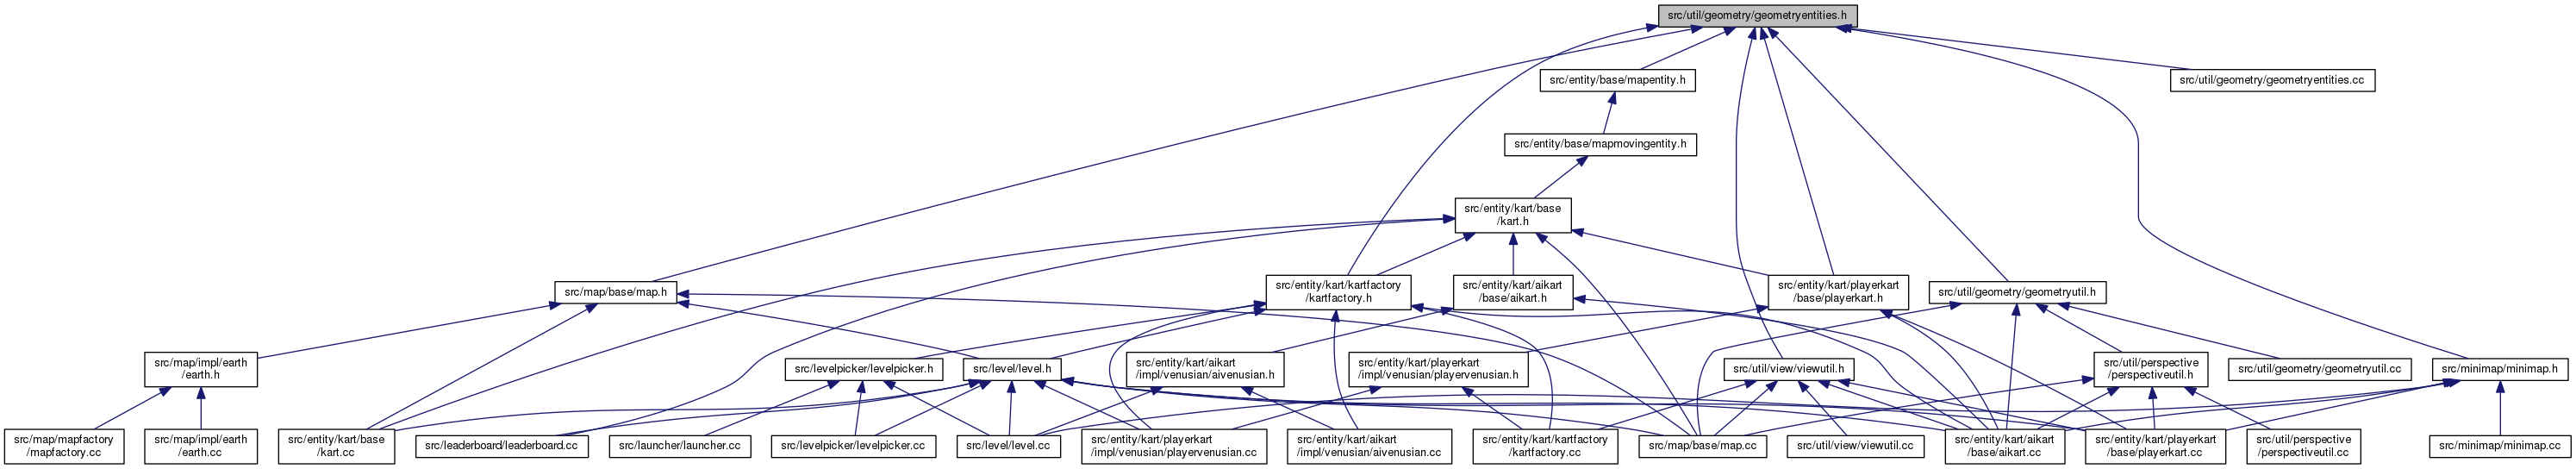 src/util/geometry/geometryentities.h
src/entity/base/mapentity.h
src/util/geometry/geometryentities.cc
src/entity/base/mapmovingentity.h
src/entity/kart/base
/kart.h
src/map/base/map.h
src/entity/kart/kartfactory
/kartfactory.h
src/entity/kart/aikart
base/aikart.h
src/entity/kart/playerkart
base/playerkart.h
src/util/geometry/geometryutil.h
src/map/impl/earth
/earth.h
src/levelpicker/levelpicker.h
src/level/level.h
src/entity/kart/aikart
/impl/venusian/aivenusian.h
src/entity/kart/playerkart
/impl/venusian/playervenusian.h
src/util/view/viewutil.h
src/util/perspective
/perspectiveutil.h
src/util/geometry/geometryutil.cc
src/minimap/minimap.h
src/map/mapfactory
/mapfactory.cc
src/map/impl/earth
/earth.cc
src/entity/kart/base
/kart.cc
src/leaderboard/leaderboard.cc
src/launcher/launcher.cc
src/levelpicker/levelpicker.cc
src/level/level.cc
src/entity/kart/playerkart
/impl/venusian/playervenusian.cc
src/entity/kart/aikart
/impl/venusian/aivenusian.cc
src/entity/kart/kartfactory
/kartfactory.cc
src/map/base/map.cc
src/util/view/viewutil.cc
src/entity/kart/aikart
/base/aikart.cc
src/entity/kart/playerkart
/base/playerkart.cc
src/util/perspective
/perspectiveutil.cc
src/minimap/minimap.cc